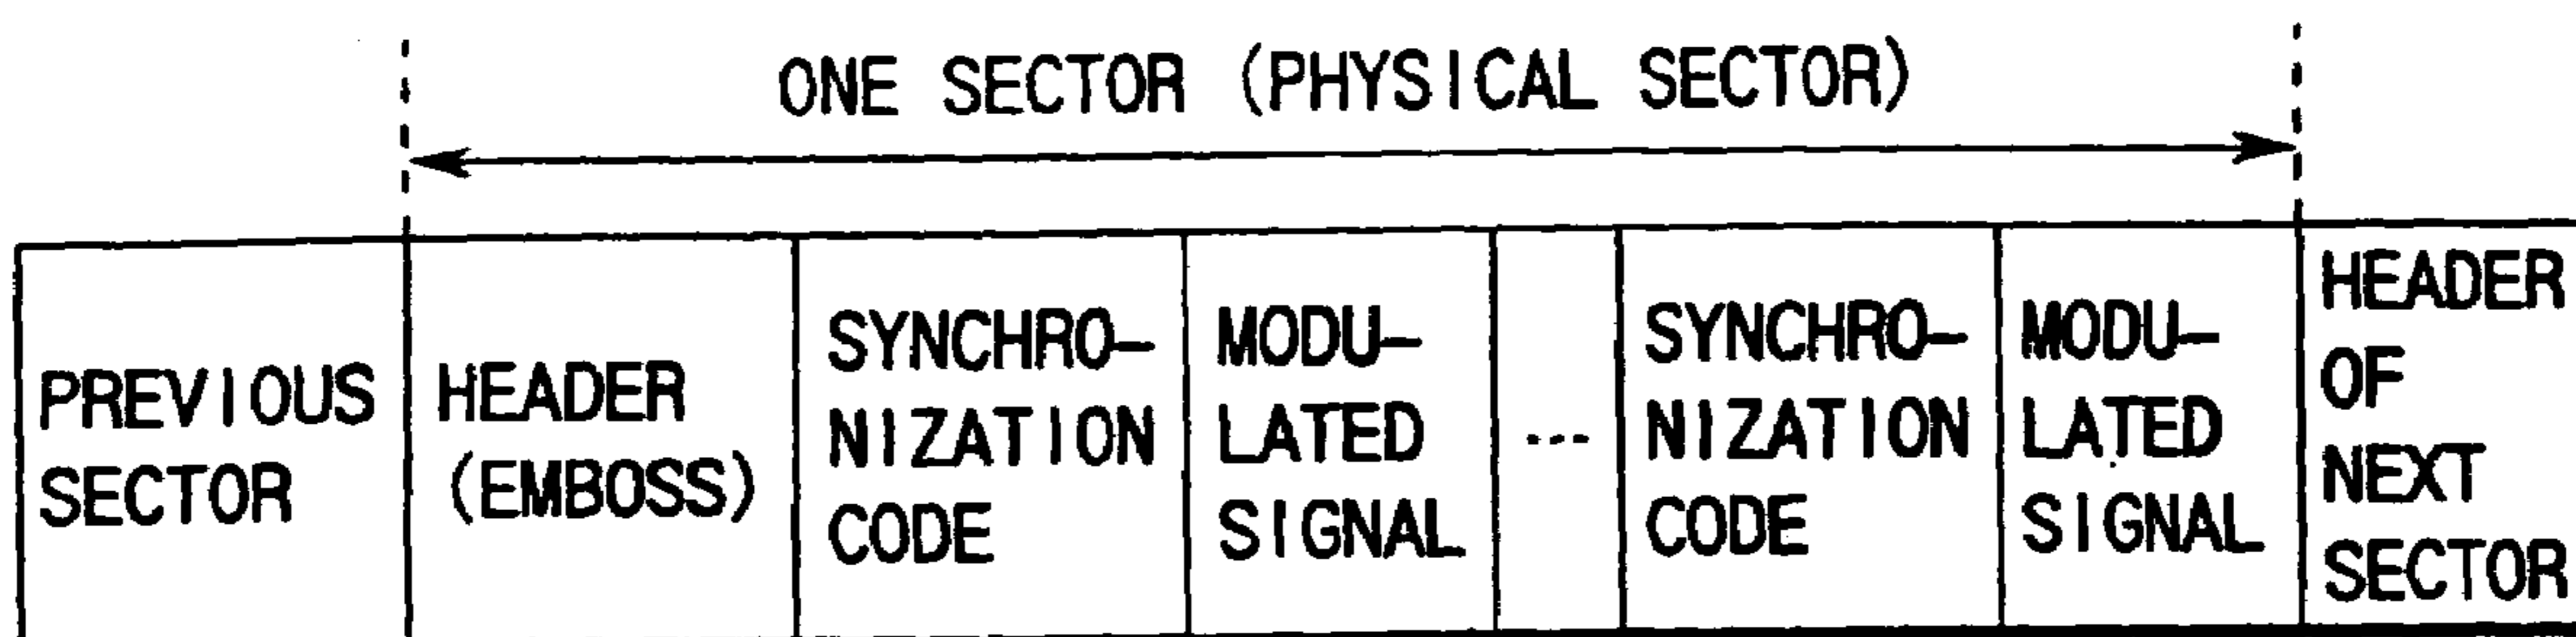 ONE SECTOR (PHYSICAL SECTOR)
PREVIOUS
SECTOR
HEADER
(EMBOSS)
SYNCHRO-
NIZATION
CODE
MODU-
LATED
SIGNAL
...
SYNCHRO-
NIZATION
CODE
MODU-
LATED
SIGNAL
HEADER
OF
NEXT
SECTOR